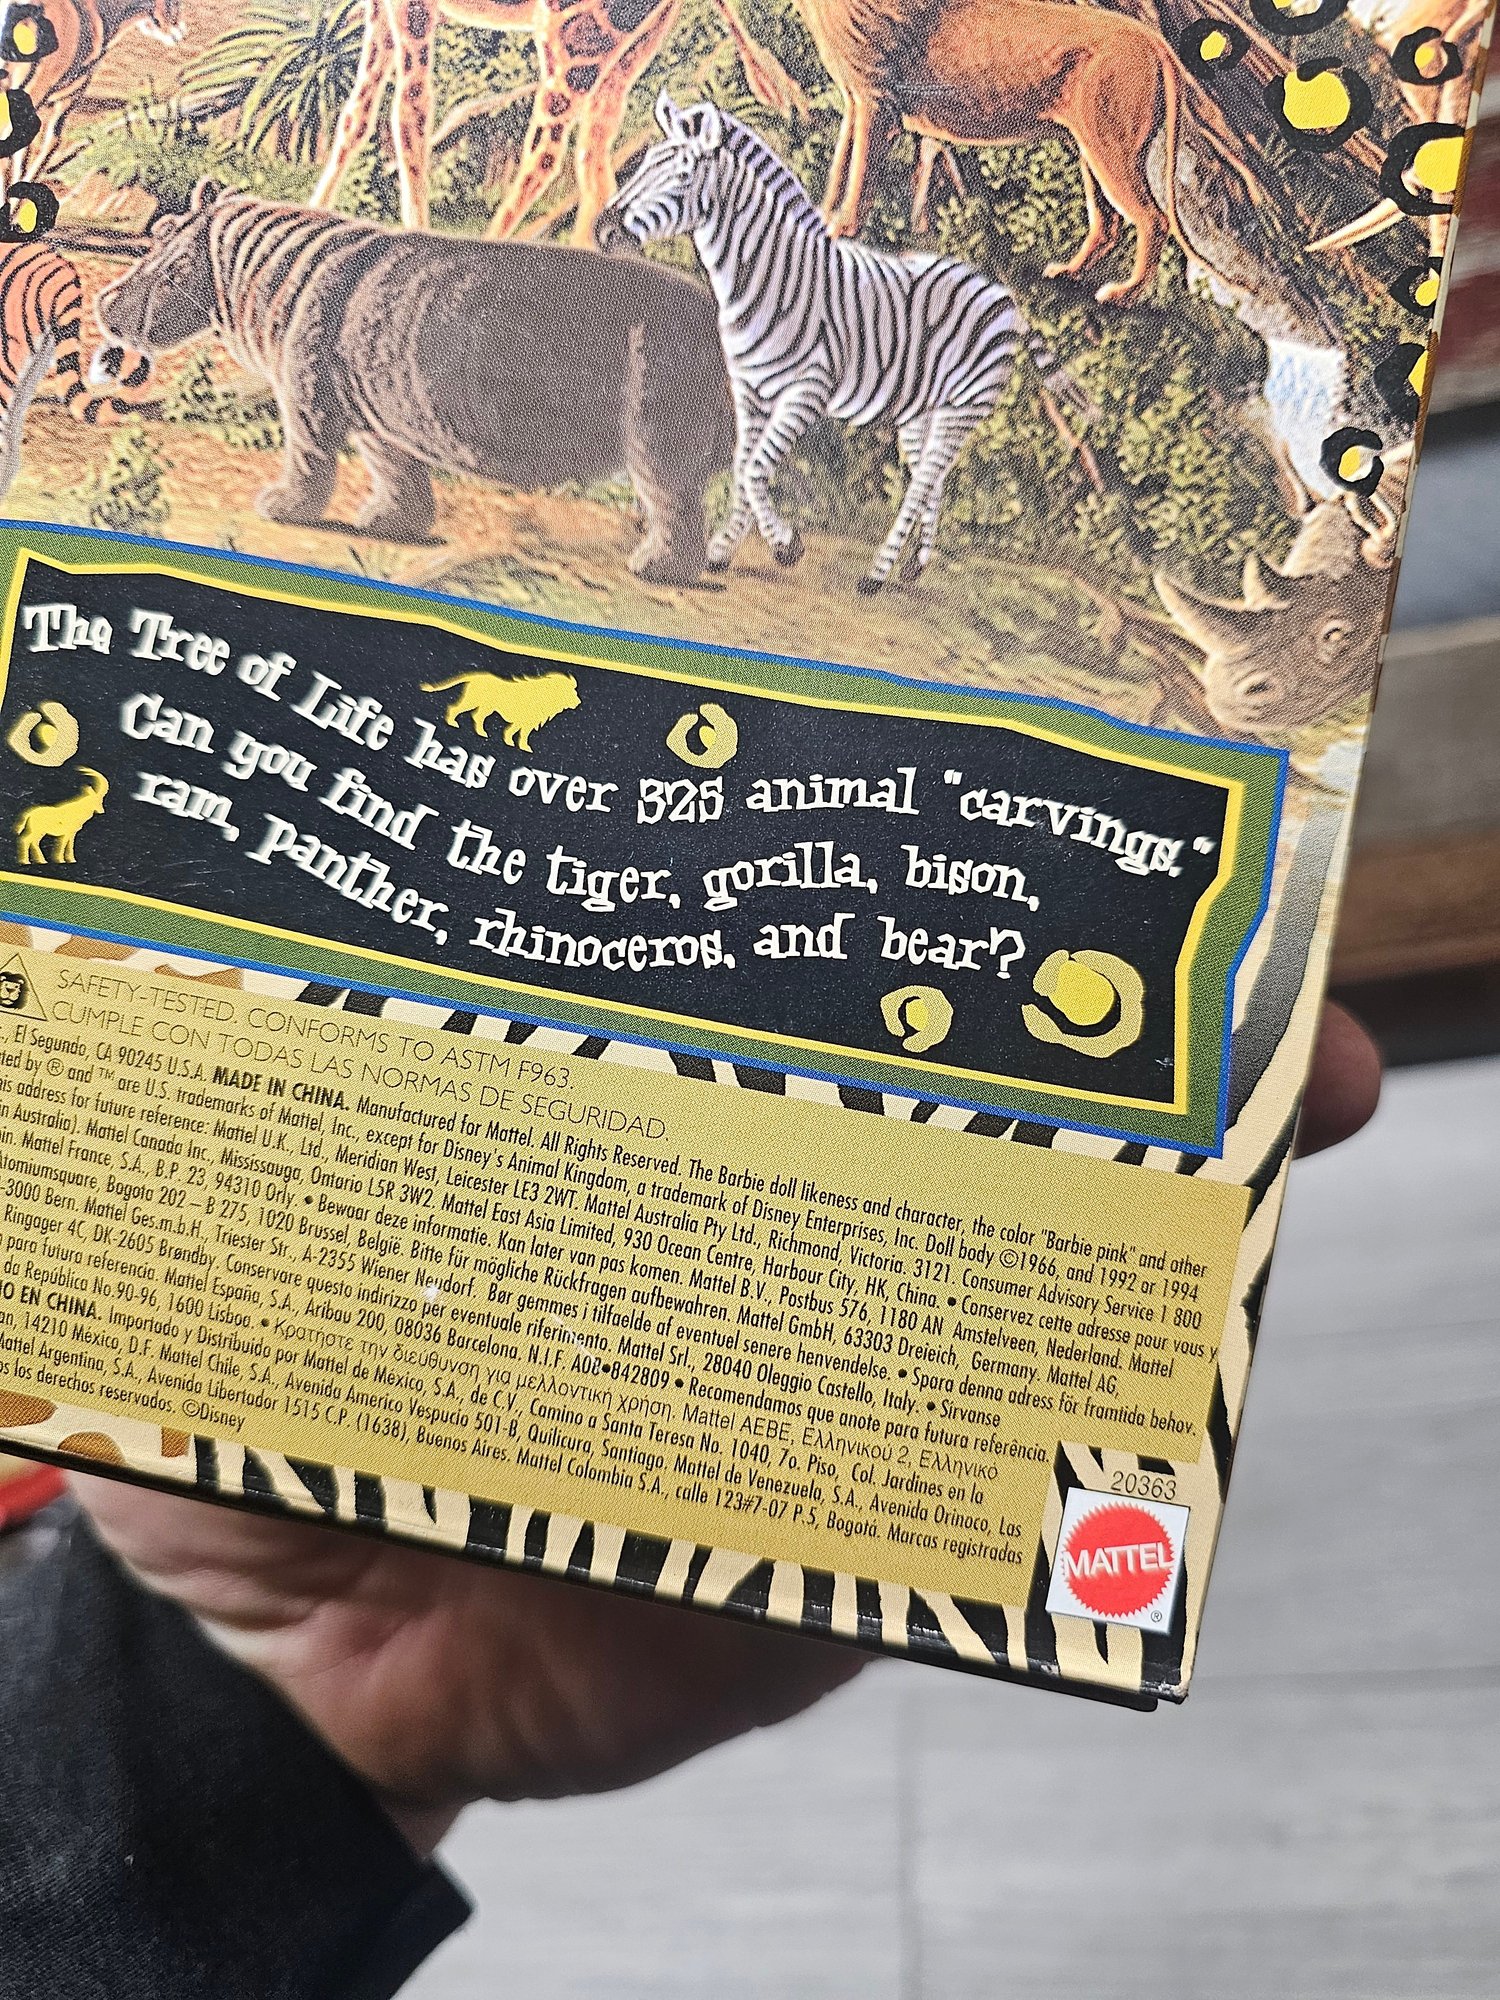 The Tree of Life has over 325 animal "carvings."
Can you find the tiger, gorilla, bison,
ram, panther, rhinoceros, and bear?
SAFETY-TESTED. CONFORMS TO ASTM F963.
CUMPLE CON TODAS LAS NORMAS DE SEGURIDAD.
El Segundo, CA 90245 U.S.A. MADE IN CHINA. Manufactured for Mattel. All Rights Reserved. The Barbie doll likeness and character, the color "Barbie pink" and other
by ® and ™ are U.S. trademarks of Mattel, Inc., except for Disney's Animal Kingdom, a trademark of Disney Enterprises, Inc. Doll body ©1966, and 1992 or 1994
address for future reference: Mattel U.K., Ltd., Meridian West, Leicester LE3 2WT. Mattel Australia Pty Ltd., Richmond, Victoria. 3121. Consumer Advisory Service 1 800
Australia). Mattel Canada Inc., Mississauga, Ontario L5R 3W2. Mattel East Asia Limited, 930 Ocean Centre, Harbour City, HK, China. • Conservez cette adresse pour vous y
Mattel France, S.A., B.P. 23, 94310 Orly. • Bewaar deze informatie. Kan later van pas komen. Mattel B.V., Postbus 576, 1180 AN Amstelveen, Nederland. Mattel
Atomiumsquare, Bogota 202 – B 275, 1020 Brussel, België. Bitte für mögliche Rückfragen aufbewahren. Mattel GmbH, 63303 Dreieich, Germany. Mattel AG,
-3000 Bern. Mattel Ges.m.b.H., Triester Str., A-2355 Wiener Neudorf. Bør gemmes i tilfaelde af eventuel senere henvendelse. • Spara denna adress för framtida behov.
Ringager 4C, DK-2605 Brøndby. Conservare questo indirizzo per eventuale riferimento. Mattel Srl., 28040 Oleggio Castello, Italy. • Sirvanse
para futura referencia. Mattel España, S.A., Aribau 200, 08036 Barcelona. N.I.F. A08•842809 • Recomendamos que anote para futura referência.
da República No.90-96, 1600 Lisboa. • Κρατήστε την διεύθυνση για μελλοντική χρήση. Mattel AEBE, Ελληνικού 2, Ελληνικό
EN CHINA. Importado y Distribuido por Mattel de México, S.A., de C.V., Camino a Santa Teresa No. 1040, 7o. Piso, Col. Jardines en la
14210 México, D.F. Mattel Chile, S.A., Avenida Americo Vespucio 501-B, Quilicura, Santiago. Mattel de Venezuela, S.A., Avenida Orinoco, Las
Mattel Argentina, S.A., Avenida Libertador 1515 C.P. (1638), Buenos Aires. Mattel Colombia S.A., calle 123#7-07 P.5, Bogotá. Marcas registradas
los derechos reservados. ©Disney
20363
MATTEL
®